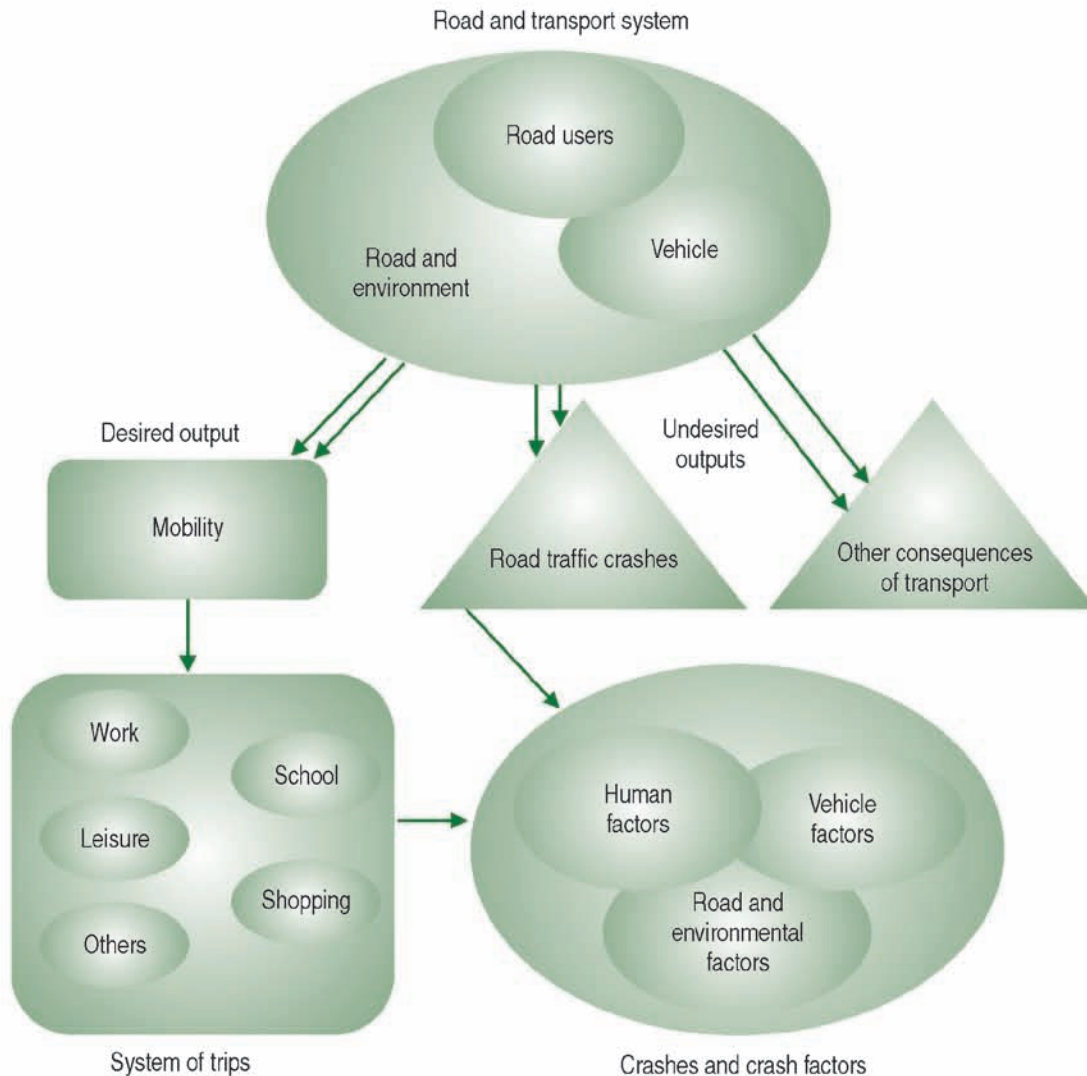 Road and transport system
Road users
Vehicle
Road and
environment
Desired output
Undesired
outputs
Mobility
Road traffic crashes
Other consequences
of transport
Work
School
Leisure
Shopping
Others
Human
factors
Vehicle
factors
Road and
environmental
factors
System of trips
Crashes and crash factors